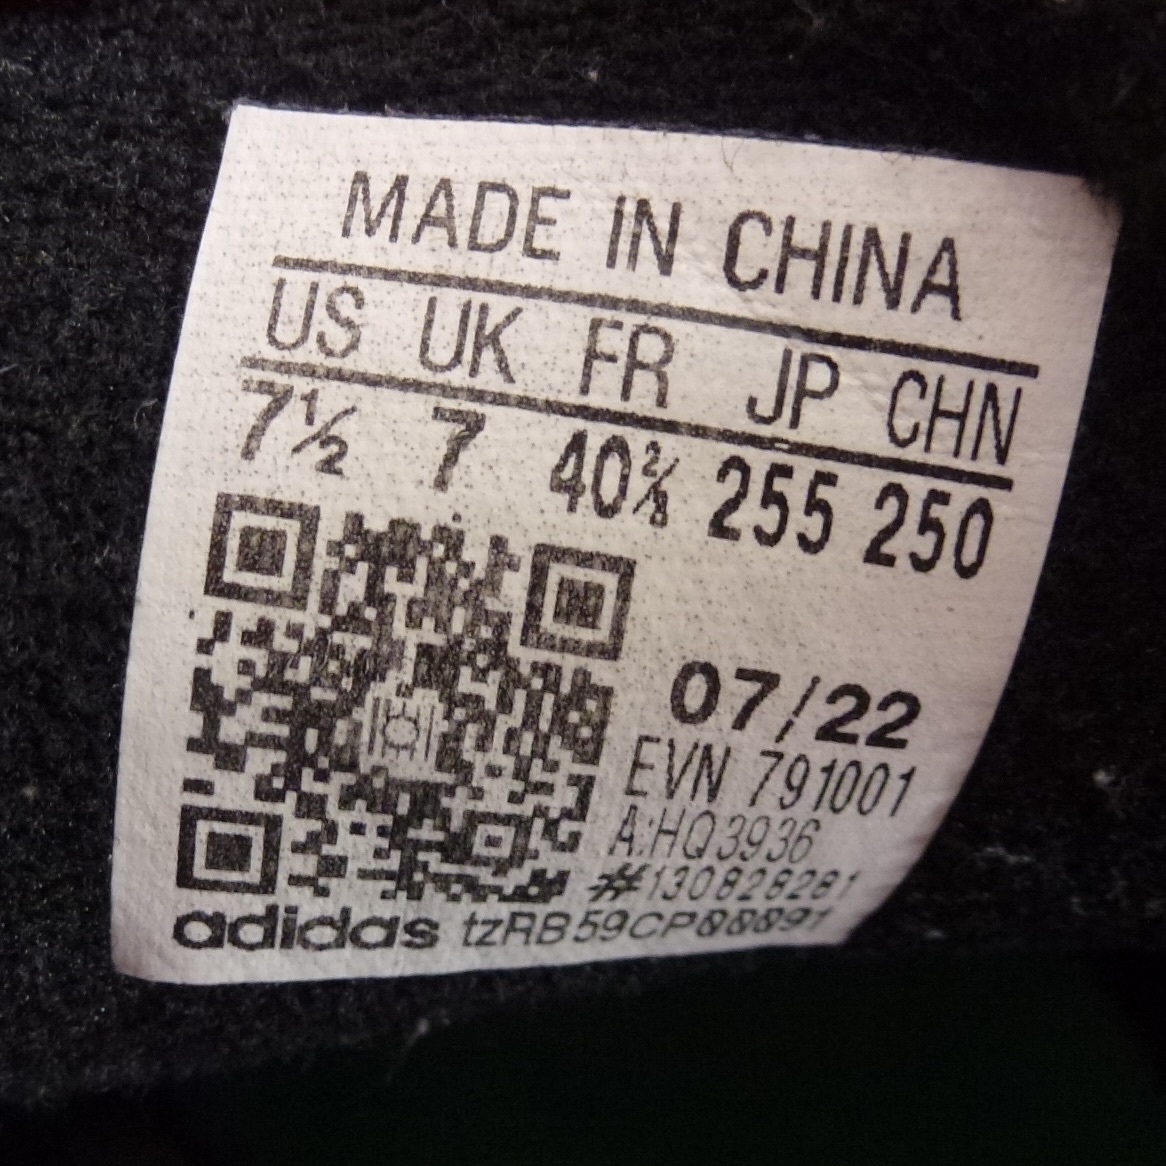 MADE IN CHINA
US UK FR JP CHN
7½ 7 40⅔ 255 250
07/22
EVN 791001
A:HQ3936
#130828281
adidas tzRB59CP00091